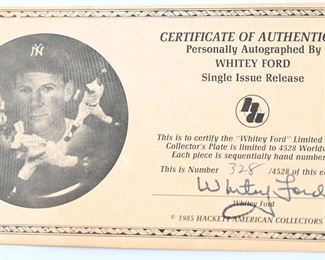 CERTIFICATE OF AUTHENTIC
Personally Autographed By
WHITEY FORD
Single Issue Release
This is to certify the "Whitey Ford" Limited
Collector's Plate is limited to 4528 Worldw
Each piece is sequentially hand number
This is Number 328 /4528 of this ed
Whitey Ford
Whitey Ford
© 1985 HACKETT AMERICAN COLLECTORS